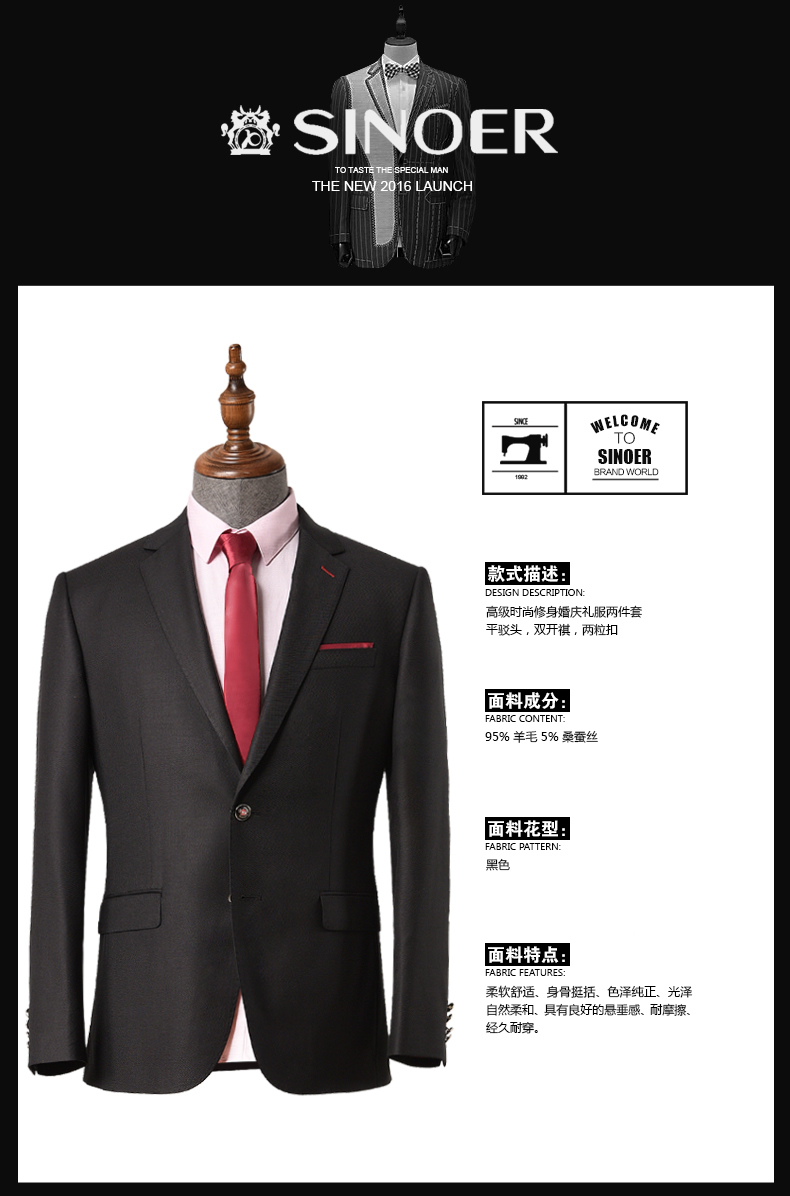 SINOER
TO TASTE THE SPECIAL MAN
THE NEW 2016 LAUNCH
SINCE
1982
WELCOME
TO
SINOER
BRAND WORLD
款式描述:
DESIGN DESCRIPTION:
高级时尚修身婚庆礼服两件套
平驳头，双开褀，两粒扣
面料成分:
FABRIC CONTENT:
95% 羊毛 5% 桑蚕丝
面料花型:
FABRIC PATTERN:
黑色
面料特点:
FABRIC FEATURES:
柔软舒适、身骨挺括、色泽纯正、光泽
自然柔和、具有良好的悬垂感、耐摩擦、
经久耐穿。